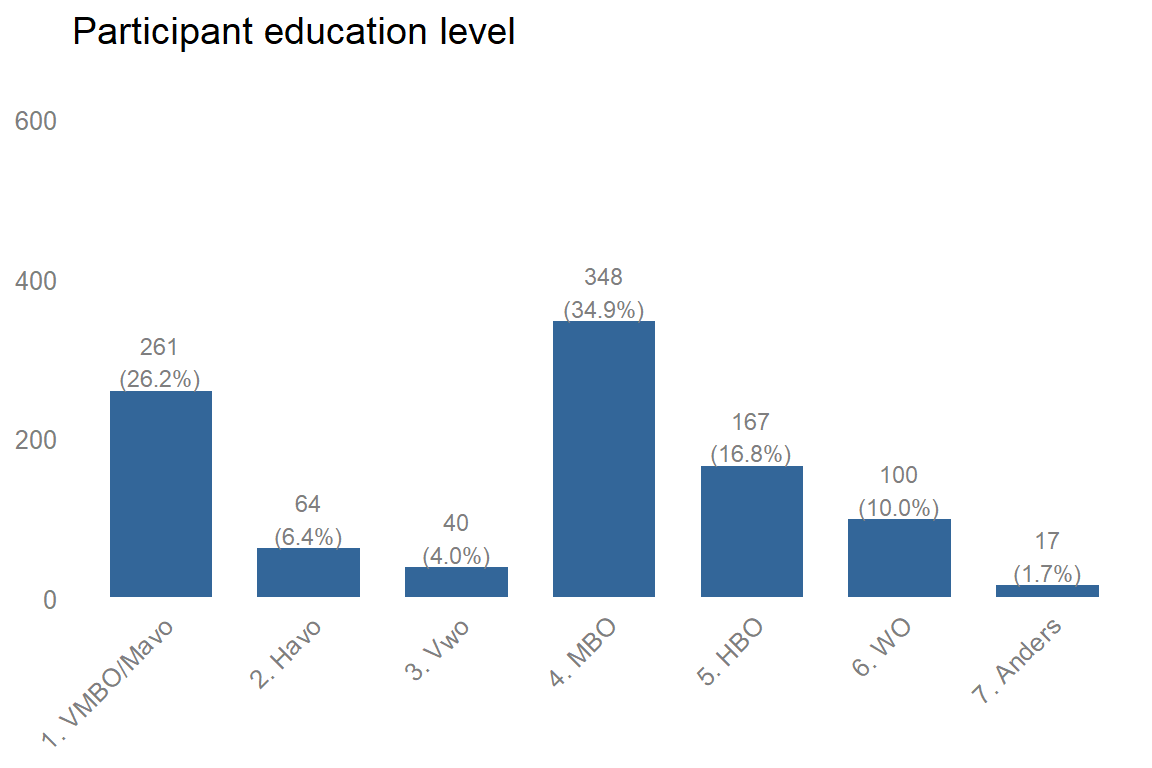 Participant education level
600
400
200
0
261
(26.2%)
64
(6.4%)
40
(4.0%)
348
(34.9%)
167
(16.8%)
100
(10.0%)
17
(1.7%)
1. VMBO/Mavo
2. Havo
3. Vwo
4. MBO
5. HBO
6. WO
7. Anders